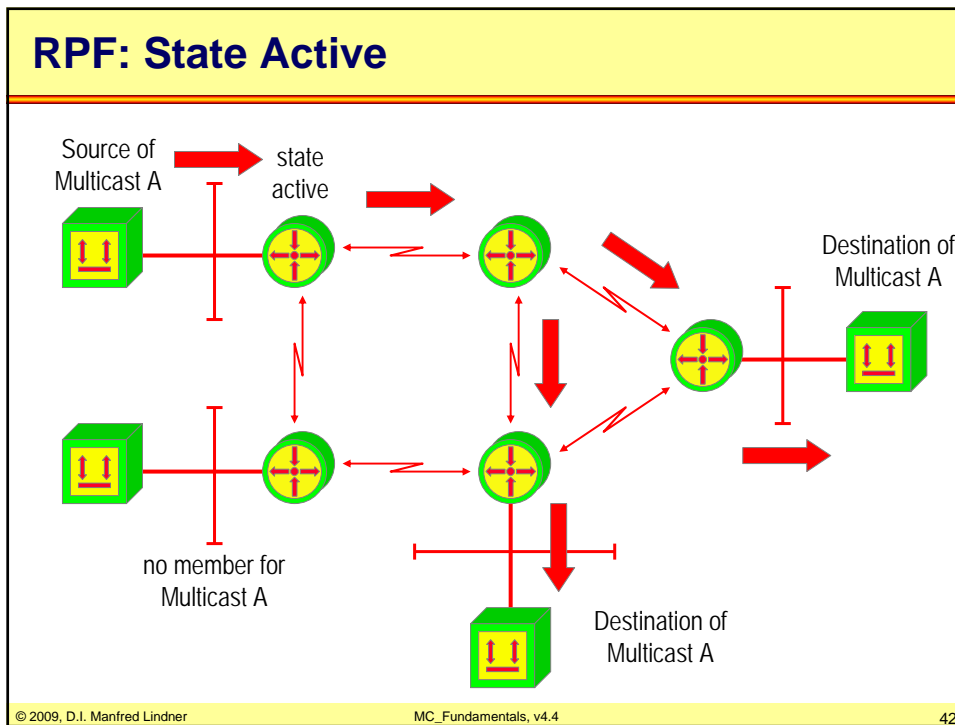 RPF: State Active
Source of
Multicast A
state
active
Destination of
Multicast A
no member for
Multicast A
Destination of
Multicast A
© 2009, D.I. Manfred Lindner
MC_Fundamentals, v4.4
42